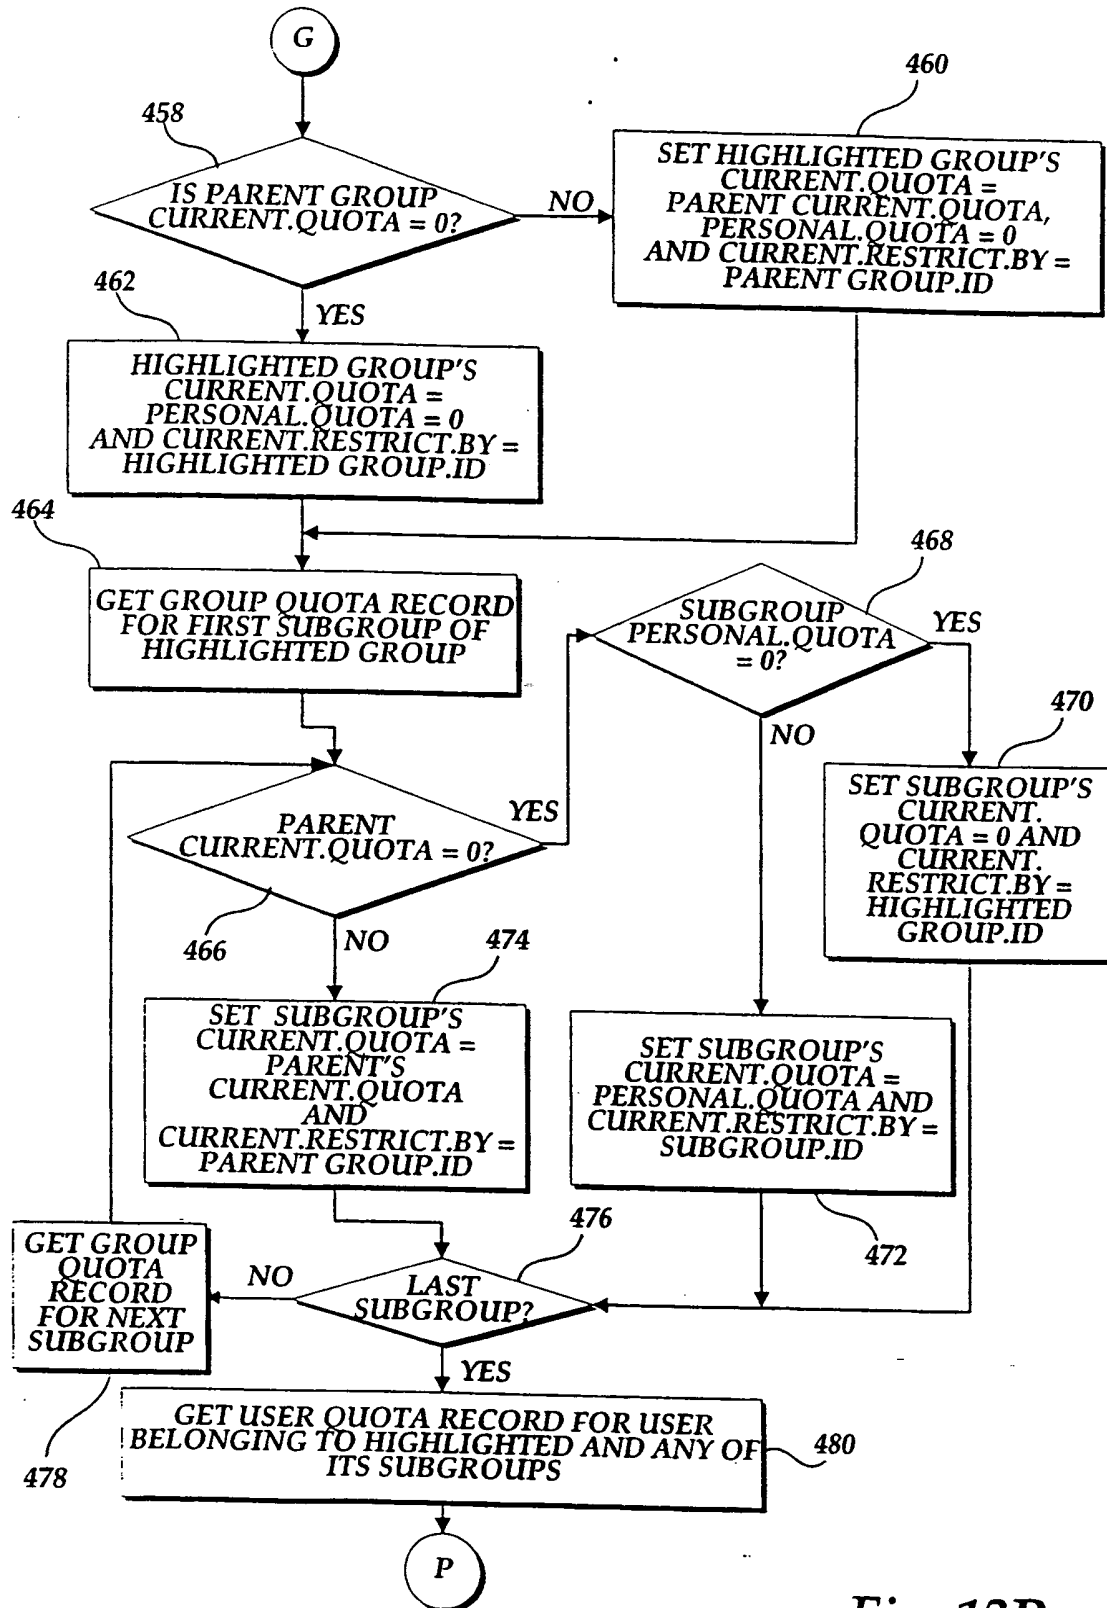 G
458
IS PARENT GROUP
CURRENT.QUOTA = 0?
NO
460
SET HIGHLIGHTED GROUP'S
CURRENT.QUOTA =
PARENT CURRENT.QUOTA,
PERSONAL.QUOTA = 0
AND CURRENT.RESTRICT.BY =
PARENT GROUP.ID
YES
462
HIGHLIGHTED GROUP'S
CURRENT.QUOTA =
PERSONAL.QUOTA = 0
AND CURRENT.RESTRICT.BY =
HIGHLIGHTED GROUP.ID
464
GET GROUP QUOTA RECORD
FOR FIRST SUBGROUP OF
HIGHLIGHTED GROUP
468
SUBGROUP
PERSONAL.QUOTA
= 0?
YES
NO
470
SET SUBGROUP'S
CURRENT.
QUOTA = 0 AND
CURRENT.
RESTRICT.BY =
HIGHLIGHTED
GROUP.ID
PARENT
CURRENT.QUOTA = 0?
YES
466
NO
474
SET SUBGROUP'S
CURRENT.QUOTA =
PARENT'S
CURRENT.QUOTA
AND
CURRENT.RESTRICT.BY =
PARENT GROUP.ID
SET SUBGROUP'S
CURRENT.QUOTA =
PERSONAL.QUOTA AND
CURRENT.RESTRICT.BY =
SUBGROUP.ID
472
476
LAST
SUBGROUP?
NO
GET GROUP
QUOTA
RECORD
FOR NEXT
SUBGROUP
478
YES
GET USER QUOTA RECORD FOR USER
BELONGING TO HIGHLIGHTED AND ANY OF
ITS SUBGROUPS
480
P